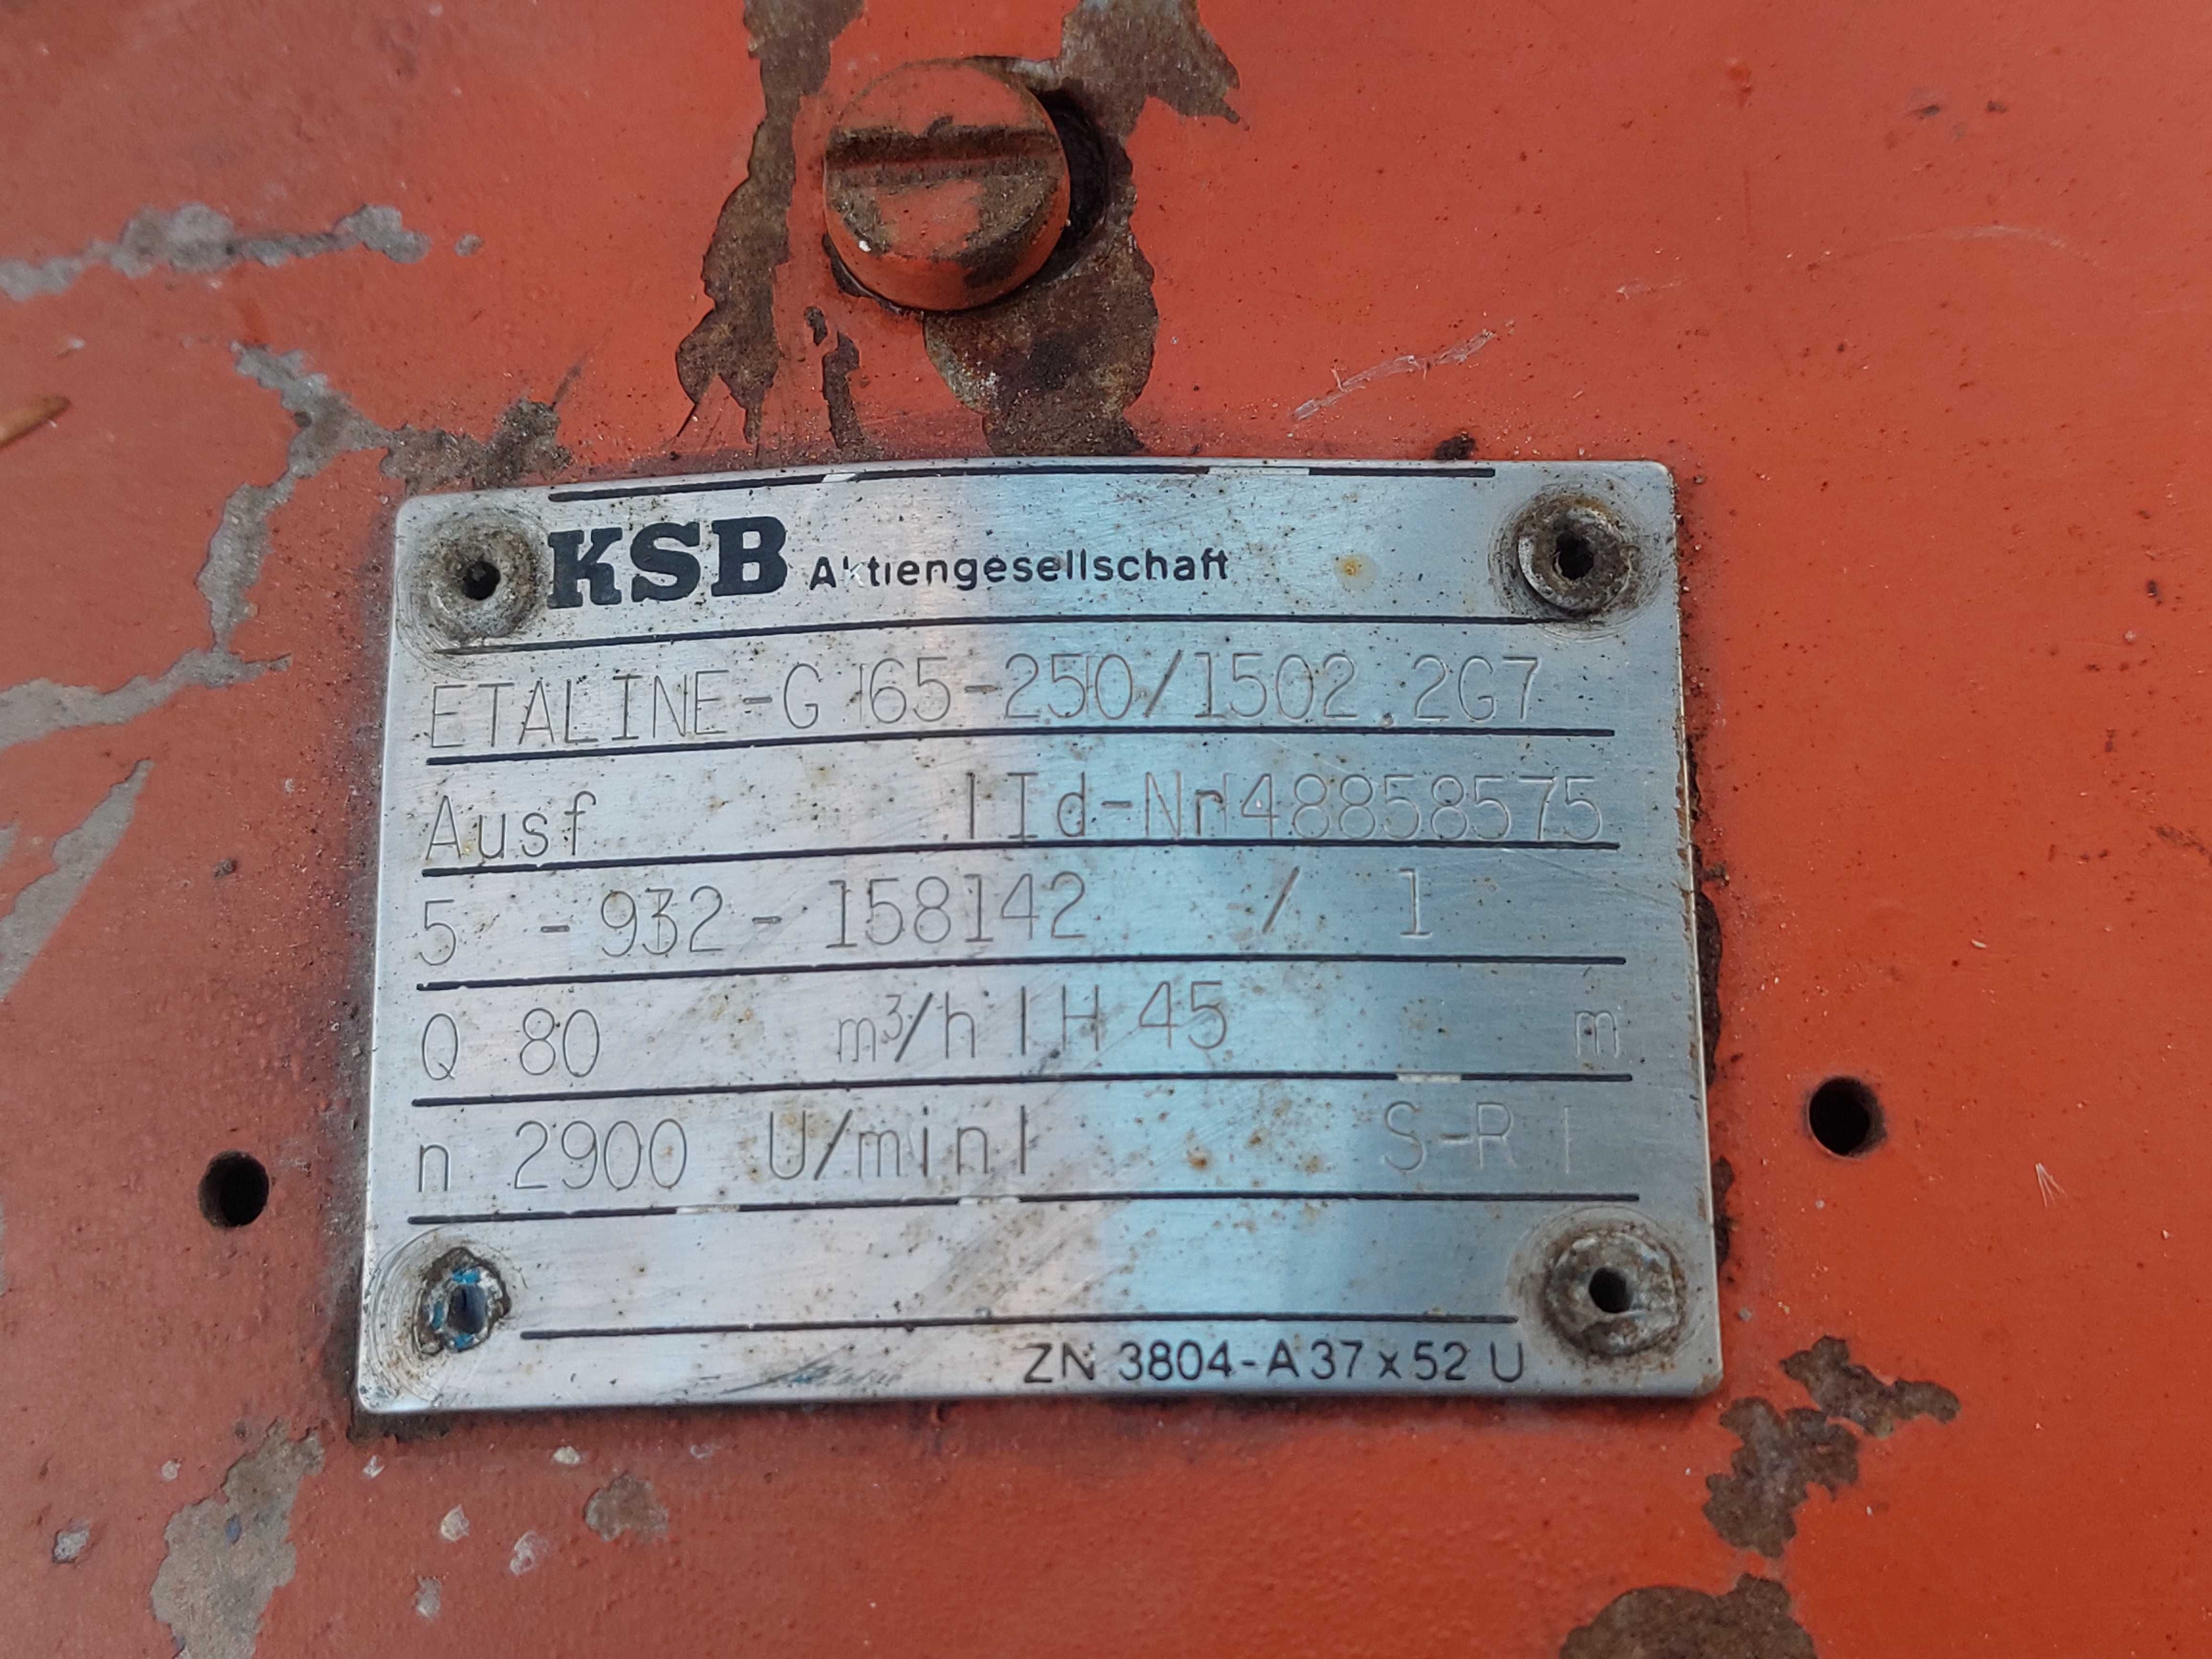 KSB Aktiengesellschaft
ETALINE-G 65-250/1502.2G7
Ausf | Id-Nr 48858575
5 - 932 - 158142 / 1
Q 80 m³/h | H 45 m
n 2900 U/min | S-R |
ZN 3804-A 37 x 52 U